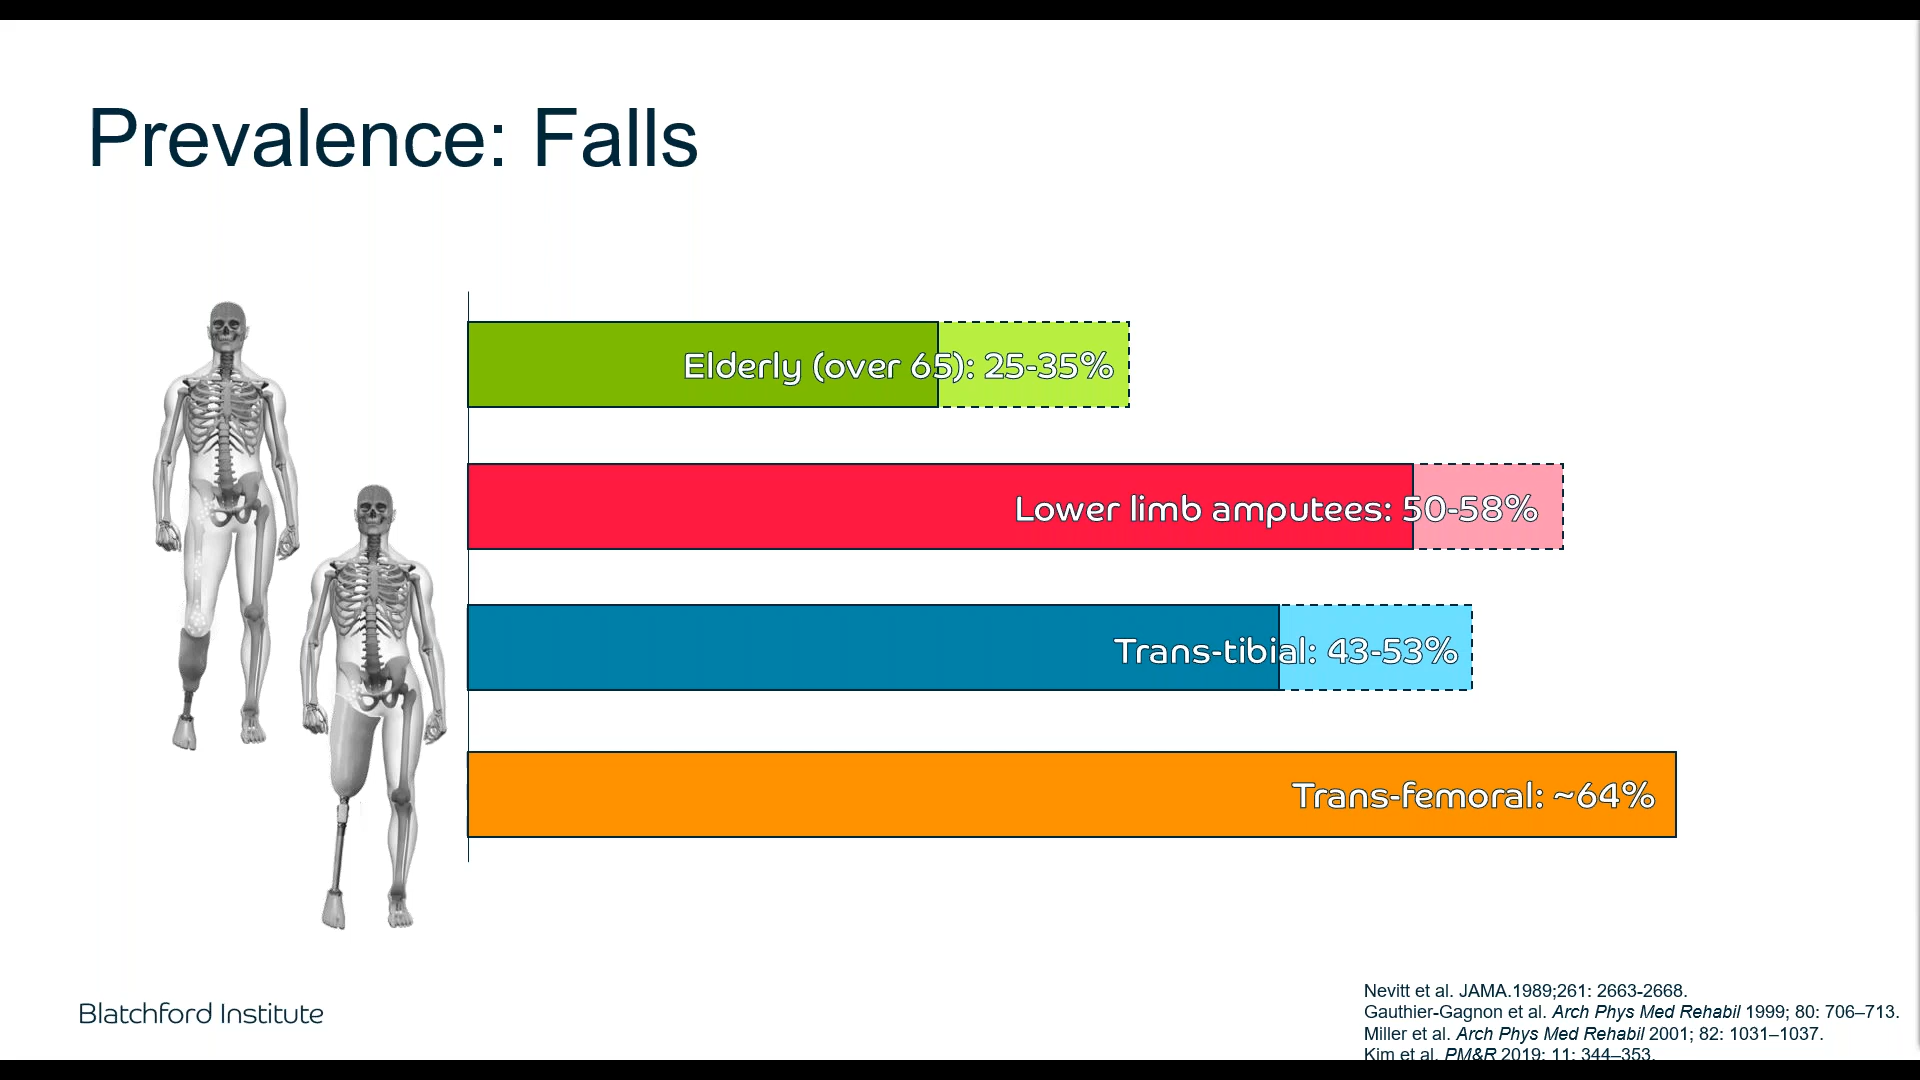 Prevalence: Falls
Elderly (over 65): 25-35%
Lower limb amputees: 50-58%
Trans-tibial: 43-53%
Trans-femoral: ~64%
Blatchford Institute
Nevitt et al. JAMA.1989;261: 2663-2668.
Gauthier-Gagnon et al. Arch Phys Med Rehabil 1999; 80: 706–713.
Miller et al. Arch Phys Med Rehabil 2001; 82: 1031–1037.
Kim et al. PM&R 2019; 11: 344–353.